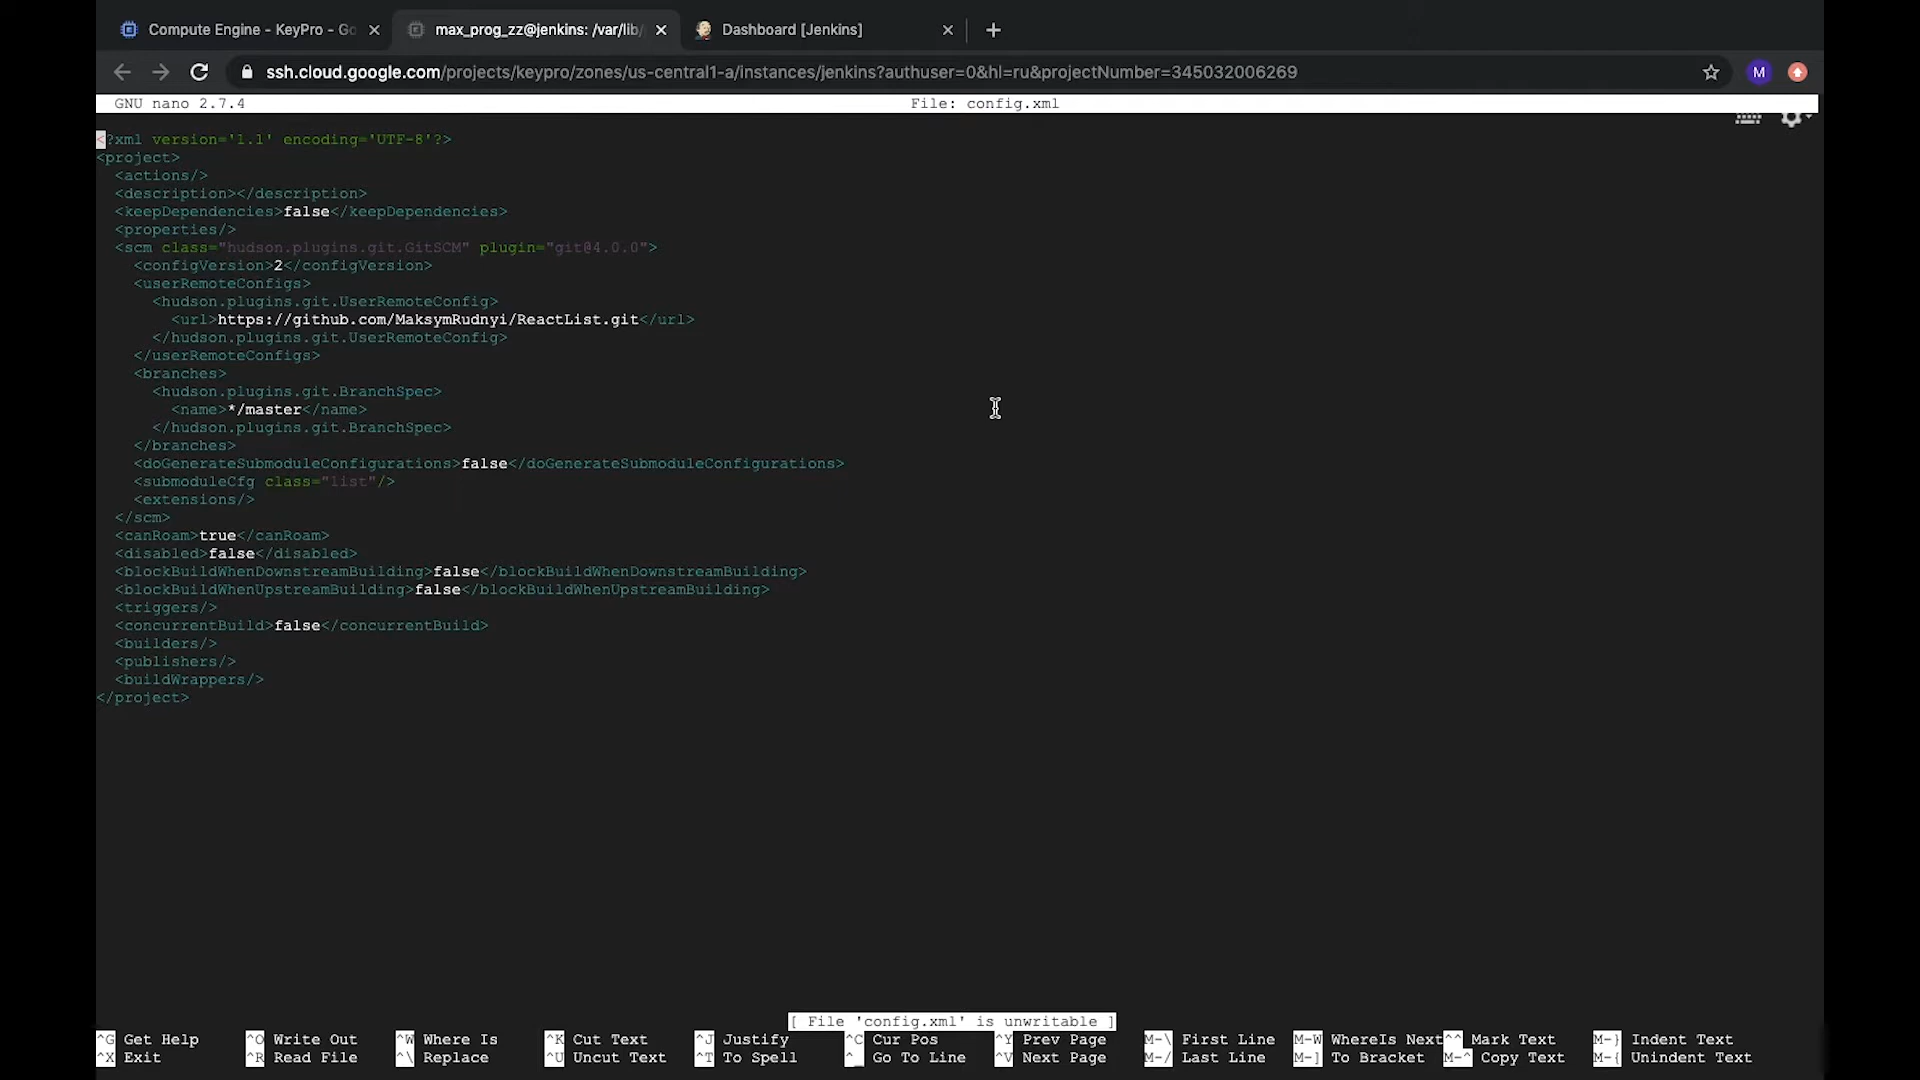 Compute Engine - KeyPro - Go
max_prog_zz@jenkins: /var/lib/
Dashboard [Jenkins]
ssh.cloud.google.com/projects/keypro/zones/us-central1-a/instances/jenkins?authuser=0&hl=ru&projectNumber=345032006269
M
GNU nano 2.7.4 File: config.xml
<?xml version='1.1' encoding='UTF-8'?>
<project>
  <actions/>
  <description></description>
  <keepDependencies>false</keepDependencies>
  <properties/>
  <scm class="hudson.plugins.git.GitSCM" plugin="git@4.0.0">
    <configVersion>2</configVersion>
    <userRemoteConfigs>
      <hudson.plugins.git.UserRemoteConfig>
        <url>https://github.com/MaksymRudnyi/ReactList.git</url>
      </hudson.plugins.git.UserRemoteConfig>
    </userRemoteConfigs>
    <branches>
      <hudson.plugins.git.BranchSpec>
        <name>*/master</name>
      </hudson.plugins.git.BranchSpec>
    </branches>
    <doGenerateSubmoduleConfigurations>false</doGenerateSubmoduleConfigurations>
    <submoduleCfg class="list"/>
    <extensions/>
  </scm>
  <canRoam>true</canRoam>
  <disabled>false</disabled>
  <blockBuildWhenDownstreamBuilding>false</blockBuildWhenDownstreamBuilding>
  <blockBuildWhenUpstreamBuilding>false</blockBuildWhenUpstreamBuilding>
  <triggers/>
  <concurrentBuild>false</concurrentBuild>
  <builders/>
  <publishers/>
  <buildWrappers/>
</project>
[ File 'config.xml' is unwritable ]
^G Get Help ^O Write Out ^W Where Is ^K Cut Text ^J Justify ^C Cur Pos ^Y Prev Page M-\ First Line M-W WhereIs Next ^^ Mark Text M-} Indent Text
^X Exit ^R Read File ^\ Replace ^U Uncut Text ^T To Spell ^_ Go To Line ^V Next Page M-/ Last Line M-] To Bracket M-^ Copy Text M-{ Unindent Text